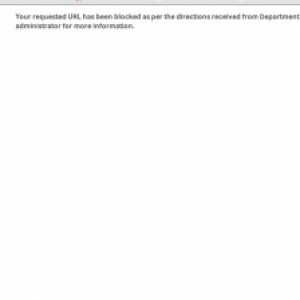 Your requested URL has been blocked as per the directions received from Department
administrator for more information.